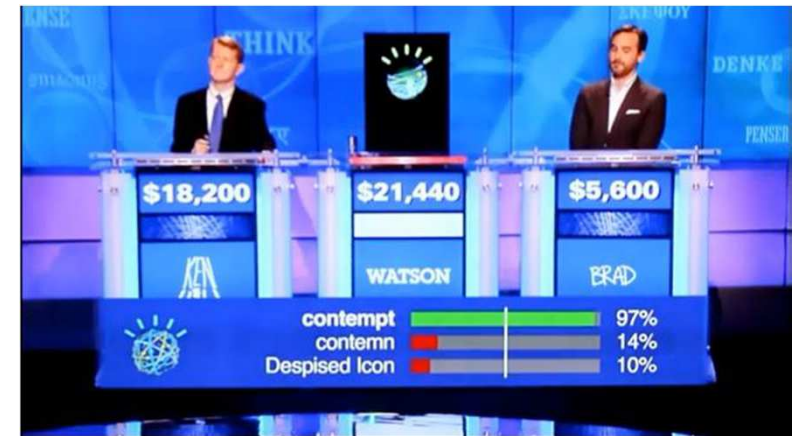 THINK
ΣΚΕΨΟΥ
DENKE
PENSER
$18,200
$21,440
$5,600
KEN
WATSON
BRAD
contempt 97%
contemn 14%
Despised Icon 10%